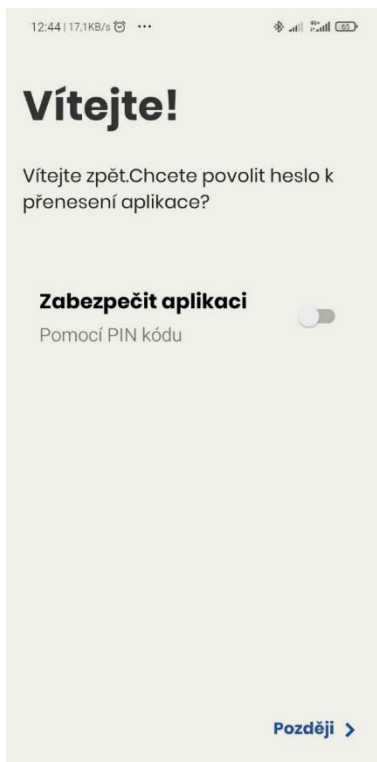 12:44 | 17,1KB/s ...
Vítejte!
Vítejte zpět.Chcete povolit heslo k
přenesení aplikace?
Zabezpečit aplikaci
Pomocí PIN kódu
Později